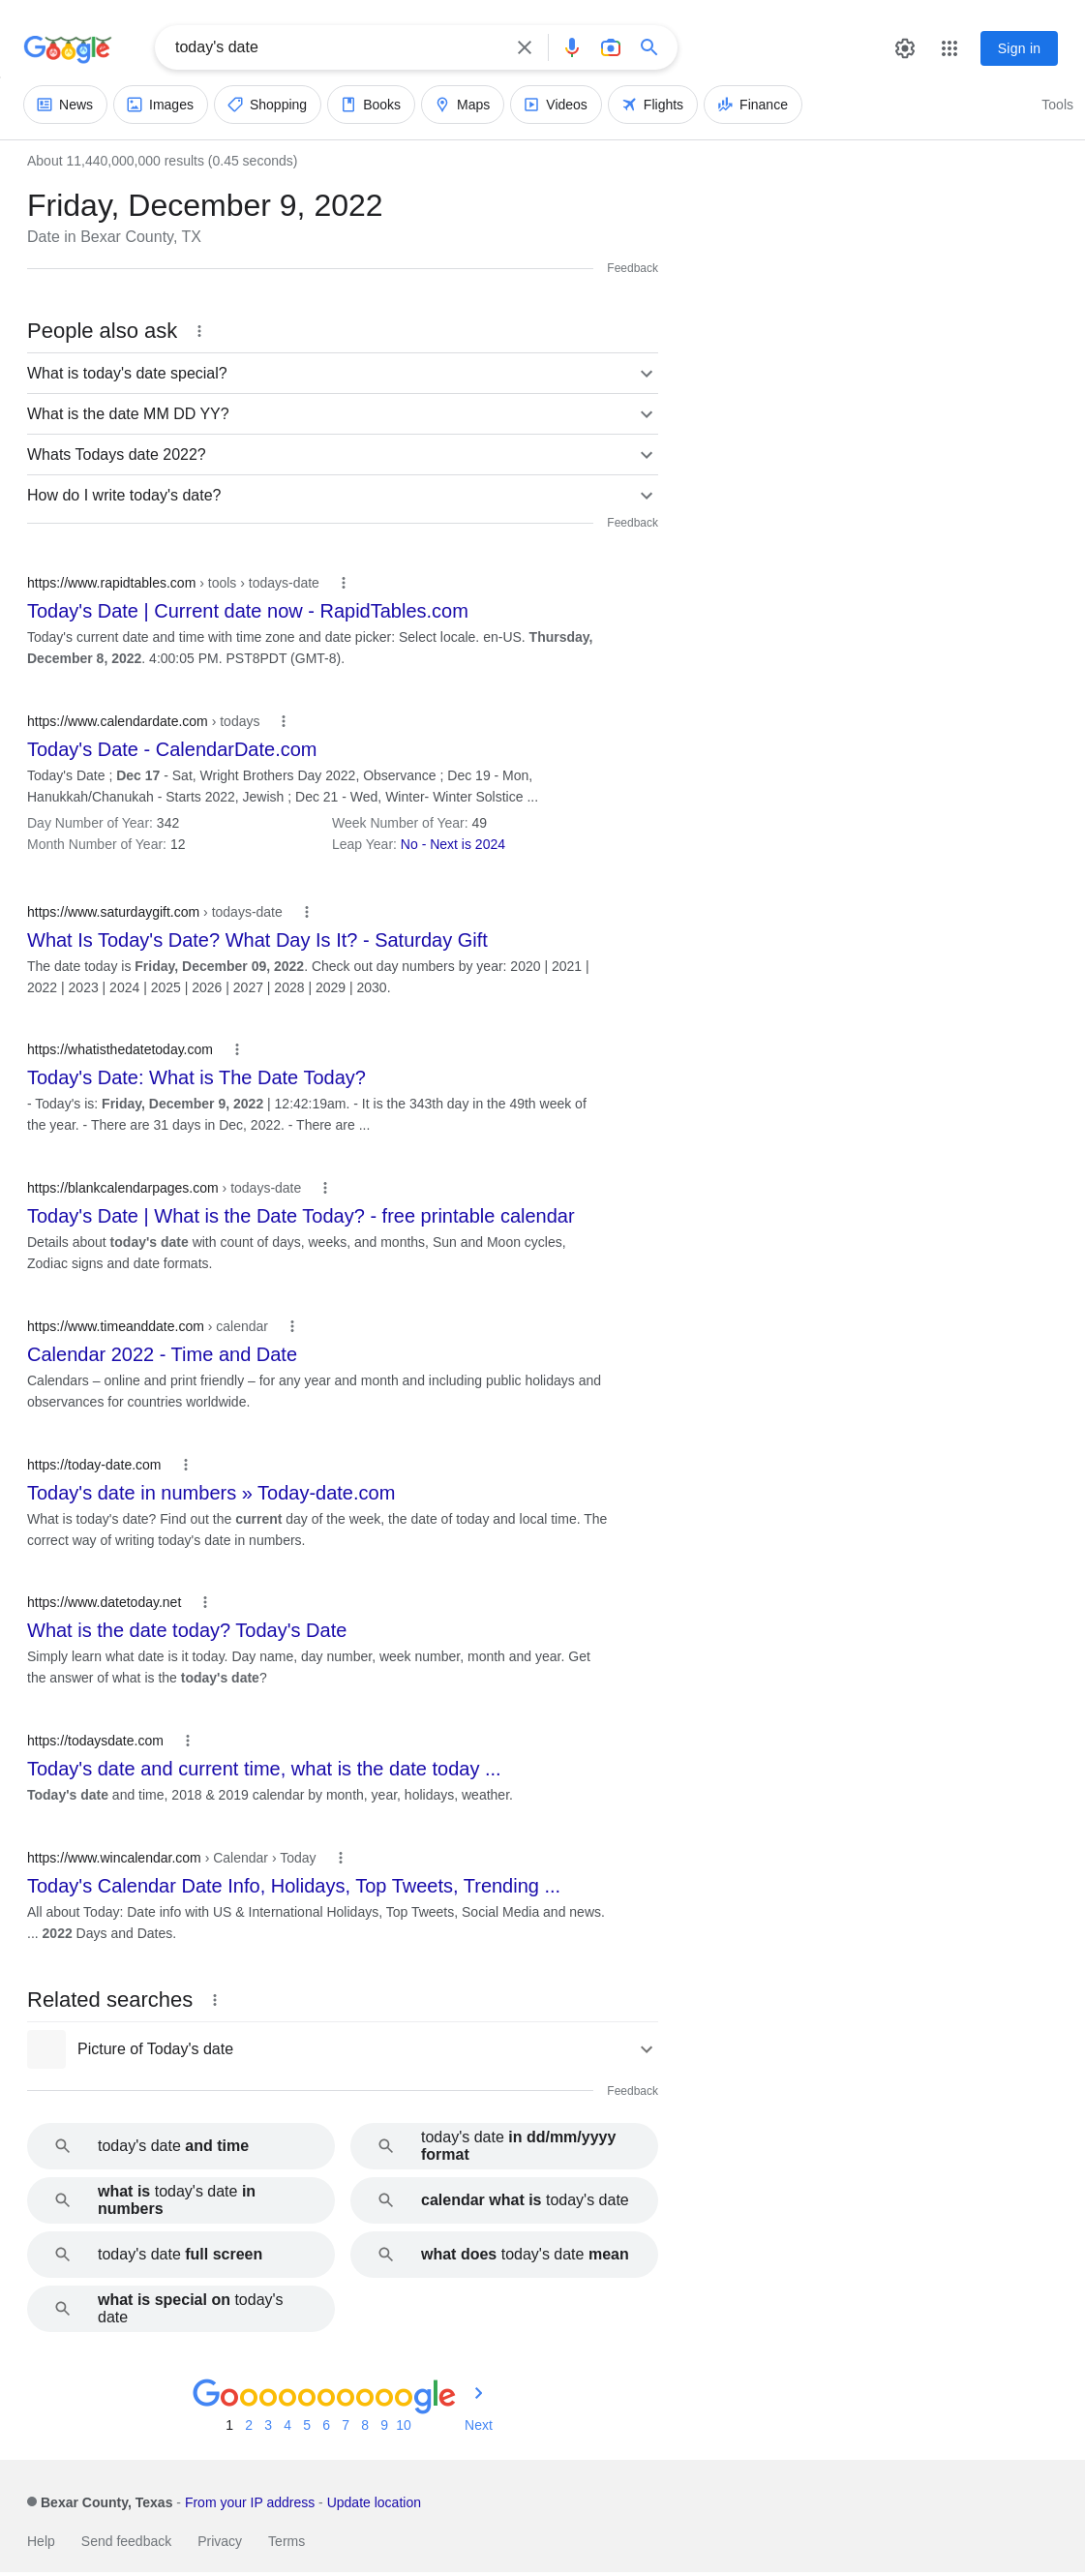 Google
today's date
Sign in
News
Images
Shopping
Books
Maps
Videos
Flights
Finance
Tools
About 11,440,000,000 results (0.45 seconds)
Friday, December 9, 2022
Date in Bexar County, TX
Feedback
People also ask
What is today's date special?
What is the date MM DD YY?
Whats Todays date 2022?
How do I write today's date?
Feedback
https://www.rapidtables.com › tools › todays-date
Today's Date | Current date now - RapidTables.com
Today's current date and time with time zone and date picker: Select locale. en-US. Thursday,
December 8, 2022. 4:00:05 PM. PST8PDT (GMT-8).
https://www.calendardate.com › todays
Today's Date - CalendarDate.com
Today's Date ; Dec 17 - Sat, Wright Brothers Day 2022, Observance ; Dec 19 - Mon,
Hanukkah/Chanukah - Starts 2022, Jewish ; Dec 21 - Wed, Winter- Winter Solstice ...
Day Number of Year: 342
Week Number of Year: 49
Month Number of Year: 12
Leap Year: No - Next is 2024
https://www.saturdaygift.com › todays-date
What Is Today's Date? What Day Is It? - Saturday Gift
The date today is Friday, December 09, 2022. Check out day numbers by year: 2020 | 2021 |
2022 | 2023 | 2024 | 2025 | 2026 | 2027 | 2028 | 2029 | 2030.
https://whatisthedatetoday.com
Today's Date: What is The Date Today?
- Today's is: Friday, December 9, 2022 | 12:42:19am. - It is the 343th day in the 49th week of
the year. - There are 31 days in Dec, 2022. - There are ...
https://blankcalendarpages.com › todays-date
Today's Date | What is the Date Today? - free printable calendar
Details about today's date with count of days, weeks, and months, Sun and Moon cycles,
Zodiac signs and date formats.
https://www.timeanddate.com › calendar
Calendar 2022 - Time and Date
Calendars – online and print friendly – for any year and month and including public holidays and
observances for countries worldwide.
https://today-date.com
Today's date in numbers » Today-date.com
What is today's date? Find out the current day of the week, the date of today and local time. The
correct way of writing today's date in numbers.
https://www.datetoday.net
What is the date today? Today's Date
Simply learn what date is it today. Day name, day number, week number, month and year. Get
the answer of what is the today's date?
https://todaysdate.com
Today's date and current time, what is the date today ...
Today's date and time, 2018 & 2019 calendar by month, year, holidays, weather.
https://www.wincalendar.com › Calendar › Today
Today's Calendar Date Info, Holidays, Top Tweets, Trending ...
All about Today: Date info with US & International Holidays, Top Tweets, Social Media and news.
... 2022 Days and Dates.
Related searches
Picture of Today's date
Feedback
today's date and time
today's date in dd/mm/yyyy
format
what is today's date in
numbers
calendar what is today's date
today's date full screen
what does today's date mean
what is special on today's
date
Goooooooooogle
1 2 3 4 5 6 7 8 9 10 Next
Bexar County, Texas - From your IP address - Update location
Help Send feedback Privacy Terms